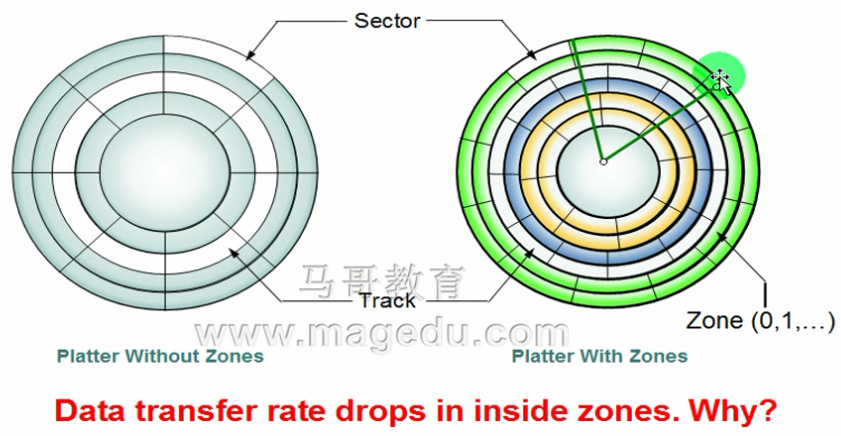 Sector
马哥教育
Track
www.magedu.com
Zone (0,1,...)
Platter Without Zones
Platter With Zones
Data transfer rate drops in inside zones. Why?